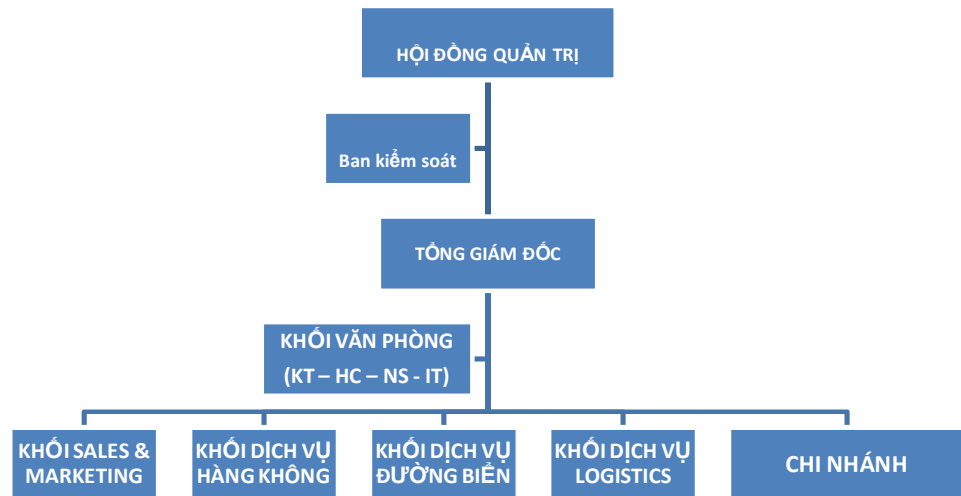 HỘI ĐỒNG QUẢN TRỊ
Ban kiểm soát
TỔNG GIÁM ĐỐC
KHỐI VĂN PHÒNG
(KT – HC – NS - IT)
KHỐI SALES &
MARKETING
KHỐI DỊCH VỤ
HÀNG KHÔNG
KHỐI DỊCH VỤ
ĐƯỜNG BIỂN
KHỐI DỊCH VỤ
LOGISTICS
CHI NHÁNH